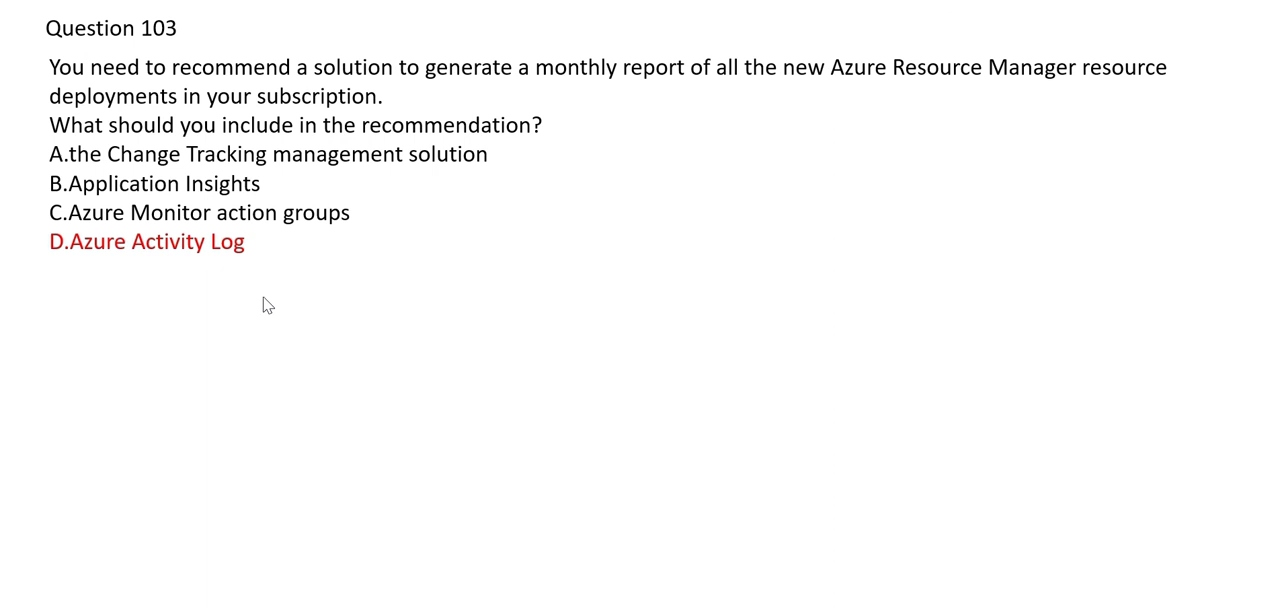 Question 103
You need to recommend a solution to generate a monthly report of all the new Azure Resource Manager resource
deployments in your subscription.
What should you include in the recommendation?
A.the Change Tracking management solution
B.Application Insights
C.Azure Monitor action groups
D.Azure Activity Log